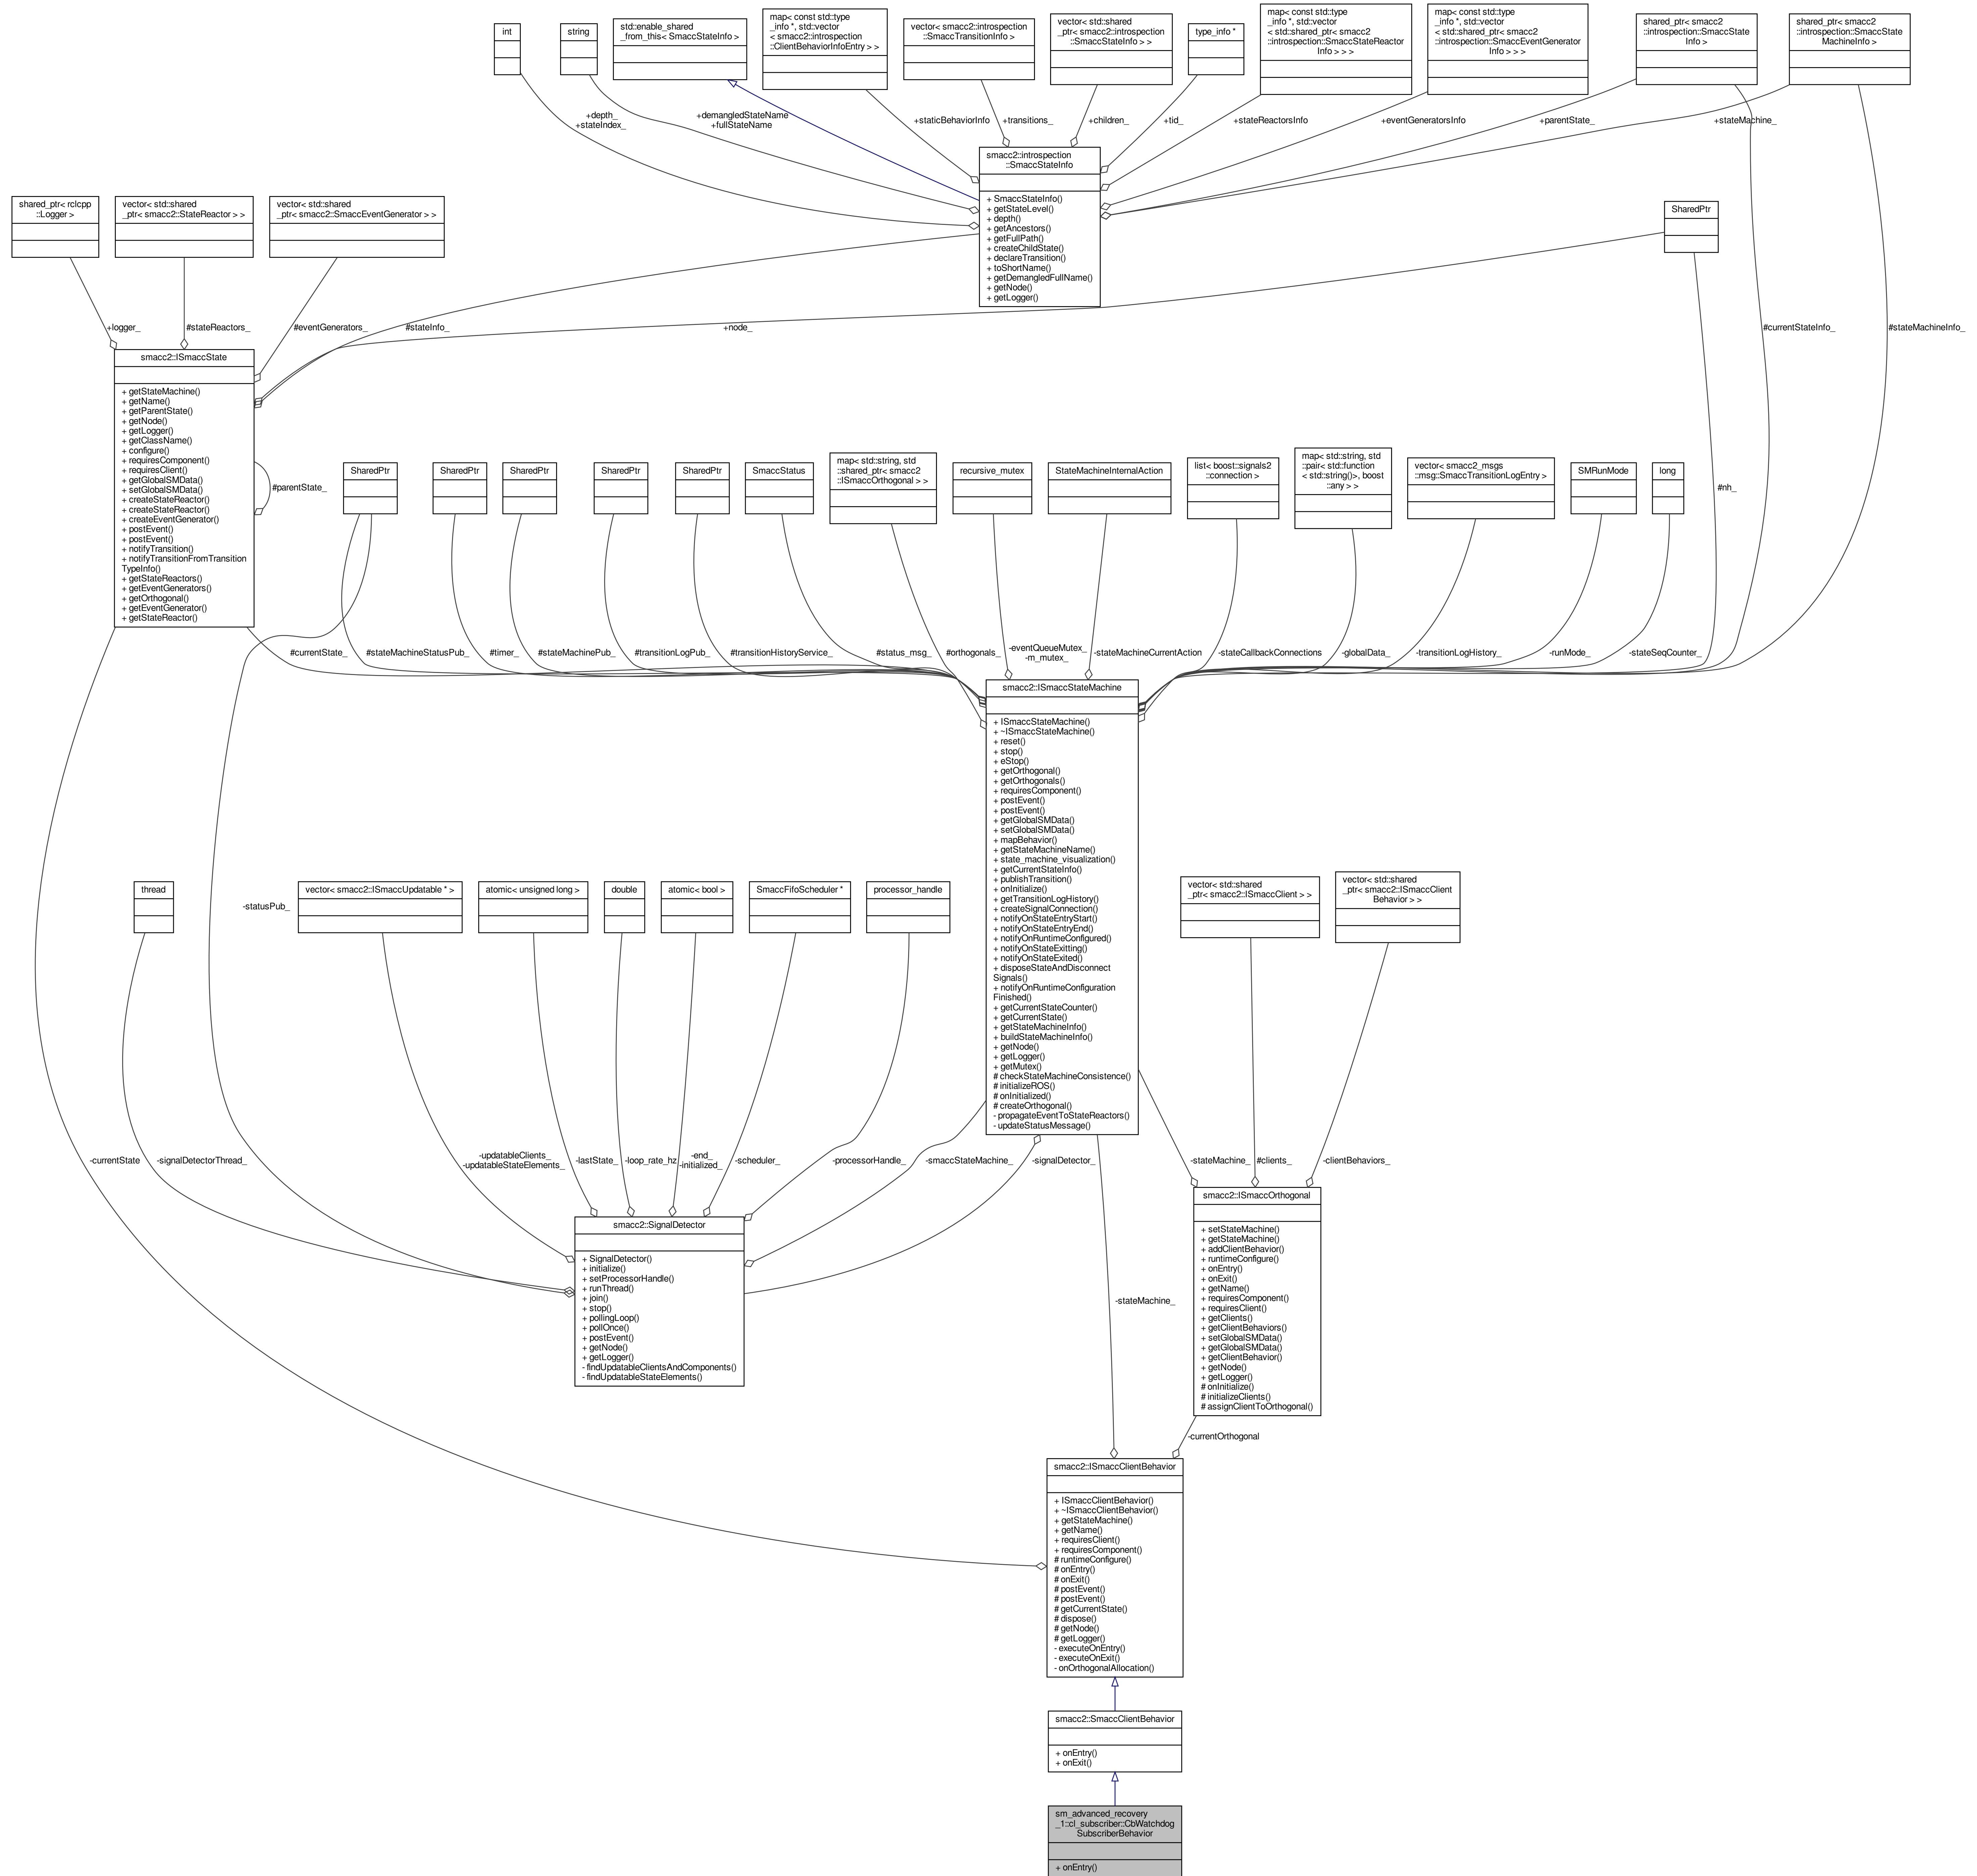 int
string
std::enable_shared
_from_this< SmaccStateInfo >
map< const std::type
_info *, std::vector
< smacc2::introspection
::ClientBehaviorInfoEntry > >
vector< smacc2::introspection
::SmaccTransitionInfo >
vector< std::shared
_ptr< smacc2::introspection
::SmaccStateInfo > >
type_info *
map< const std::type
_info *, std::vector
< std::shared_ptr< smacc2
::introspection::SmaccStateReactor
Info > > >
map< const std::type
_info *, std::vector
< std::shared_ptr< smacc2
::introspection::SmaccEventGenerator
Info > > >
shared_ptr< smacc2
::introspection::SmaccState
Info >
shared_ptr< smacc2
::introspection::SmaccState
MachineInfo >
+depth_
+stateIndex_
+demangledStateName
+fullStateName
+staticBehaviorInfo
+transitions_
+children_
+tid_
+stateReactorsInfo
+eventGeneratorsInfo
+parentState_
+stateMachine_
smacc2::introspection
::SmaccStateInfo
+ SmaccStateInfo()
+ getStateLevel()
+ depth()
+ getAncestors()
+ getFullPath()
+ createChildState()
+ declareTransition()
+ toShortName()
+ getDemangledFullName()
+ getNode()
+ getLogger()
shared_ptr< rclcpp
::Logger >
vector< std::shared
_ptr< smacc2::StateReactor > >
vector< std::shared
_ptr< smacc2::SmaccEventGenerator > >
SharedPtr
+logger_
#stateReactors_
#eventGenerators_
#stateInfo_
+node_
#currentStateInfo_
#stateMachineInfo_
smacc2::ISmaccState
+ getStateMachine()
+ getName()
+ getParentState()
+ getNode()
+ getLogger()
+ getClassName()
+ configure()
+ requiresComponent()
+ requiresClient()
+ getGlobalSMData()
+ setGlobalSMData()
+ createStateReactor()
+ createStateReactor()
+ createEventGenerator()
+ postEvent()
+ postEvent()
+ notifyTransition()
+ notifyTransitionFromTransition
TypeInfo()
+ getStateReactors()
+ getEventGenerators()
+ getOrthogonal()
+ getEventGenerator()
+ getStateReactor()
#parentState_
SharedPtr
SharedPtr
SharedPtr
SharedPtr
SharedPtr
SmaccStatus
map< std::string, std
::shared_ptr< smacc2
::ISmaccOrthogonal > >
recursive_mutex
StateMachineInternalAction
list< boost::signals2
::connection >
map< std::string, std
::pair< std::function
< std::string()>, boost
::any > >
vector< smacc2_msgs
::msg::SmaccTransitionLogEntry >
SMRunMode
long
#nh_
#currentState_
#stateMachineStatusPub_
#timer_
#stateMachinePub_
#transitionLogPub_
#transitionHistoryService_
#status_msg_
#orthogonals_
-eventQueueMutex_
-m_mutex_
-stateMachineCurrentAction
-stateCallbackConnections
-globalData_
-transitionLogHistory_
-runMode_
-stateSeqCounter_
smacc2::ISmaccStateMachine
+ ISmaccStateMachine()
+ ~ISmaccStateMachine()
+ reset()
+ stop()
+ eStop()
+ getOrthogonal()
+ getOrthogonals()
+ requiresComponent()
+ postEvent()
+ postEvent()
+ getGlobalSMData()
+ setGlobalSMData()
+ mapBehavior()
+ getStateMachineName()
+ state_machine_visualization()
+ getCurrentStateInfo()
+ publishTransition()
+ onInitialize()
+ getTransitionLogHistory()
+ createSignalConnection()
+ notifyOnStateEntryStart()
+ notifyOnStateEntryEnd()
+ notifyOnRuntimeConfigured()
+ notifyOnStateExitting()
+ notifyOnStateExited()
+ disposeStateAndDisconnect
Signals()
+ notifyOnRuntimeConfiguration
Finished()
+ getCurrentStateCounter()
+ getCurrentState()
+ getStateMachineInfo()
+ buildStateMachineInfo()
+ getNode()
+ getLogger()
+ getMutex()
# checkStateMachineConsistence()
# initializeROS()
# onInitialized()
# createOrthogonal()
- propagateEventToStateReactors()
- updateStatusMessage()
thread
-statusPub_
vector< smacc2::ISmaccUpdatable * >
atomic< unsigned long >
double
atomic< bool >
SmaccFifoScheduler *
processor_handle
vector< std::shared
_ptr< smacc2::ISmaccClient > >
vector< std::shared
_ptr< smacc2::ISmaccClient
Behavior > >
-currentState
-signalDetectorThread_
-updatableClients_
-updatableStateElements_
-lastState_
-loop_rate_hz
-end_
-initialized_
-scheduler_
-processorHandle_
-smaccStateMachine_
-signalDetector_
-stateMachine_
#clients_
-clientBehaviors_
smacc2::SignalDetector
+ SignalDetector()
+ initialize()
+ setProcessorHandle()
+ runThread()
+ join()
+ stop()
+ pollingLoop()
+ pollOnce()
+ postEvent()
+ getNode()
+ getLogger()
- findUpdatableClientsAndComponents()
- findUpdatableStateElements()
-stateMachine_
smacc2::ISmaccOrthogonal
+ setStateMachine()
+ getStateMachine()
+ addClientBehavior()
+ runtimeConfigure()
+ onEntry()
+ onExit()
+ getName()
+ requiresComponent()
+ requiresClient()
+ getClients()
+ getClientBehaviors()
+ setGlobalSMData()
+ getGlobalSMData()
+ getClientBehavior()
+ getNode()
+ getLogger()
# onInitialize()
# initializeClients()
# assignClientToOrthogonal()
-currentOrthogonal
smacc2::ISmaccClientBehavior
+ ISmaccClientBehavior()
+ ~ISmaccClientBehavior()
+ getStateMachine()
+ getName()
+ requiresClient()
+ requiresComponent()
# runtimeConfigure()
# onEntry()
# onExit()
# postEvent()
# postEvent()
# getCurrentState()
# dispose()
# getNode()
# getLogger()
- executeOnEntry()
- executeOnExit()
- onOrthogonalAllocation()
smacc2::SmaccClientBehavior
+ onEntry()
+ onExit()
sm_advanced_recovery
_1::cl_subscriber::CbWatchdog
SubscriberBehavior
+ onEntry()